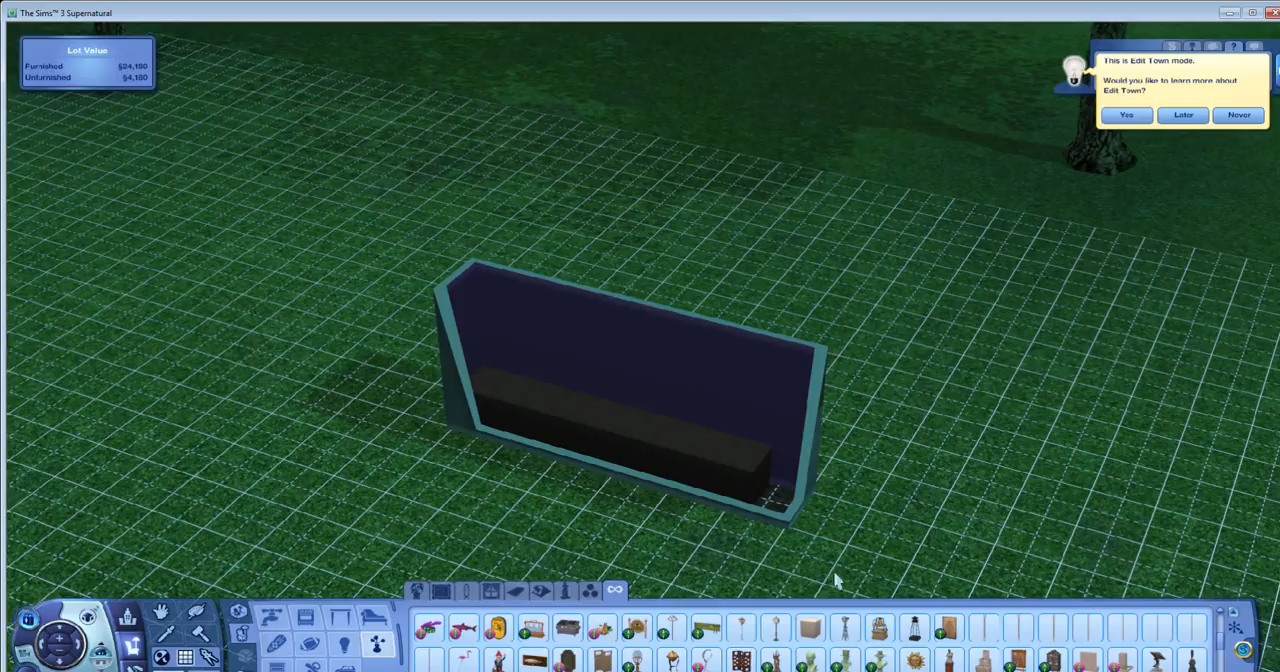 The Sims™ 3 Supernatural
Lot Value
Furnished §24,180
Unfurnished §4,180
This is Edit Town mode.
Would you like to learn more about
Edit Town?
Yes Later Never